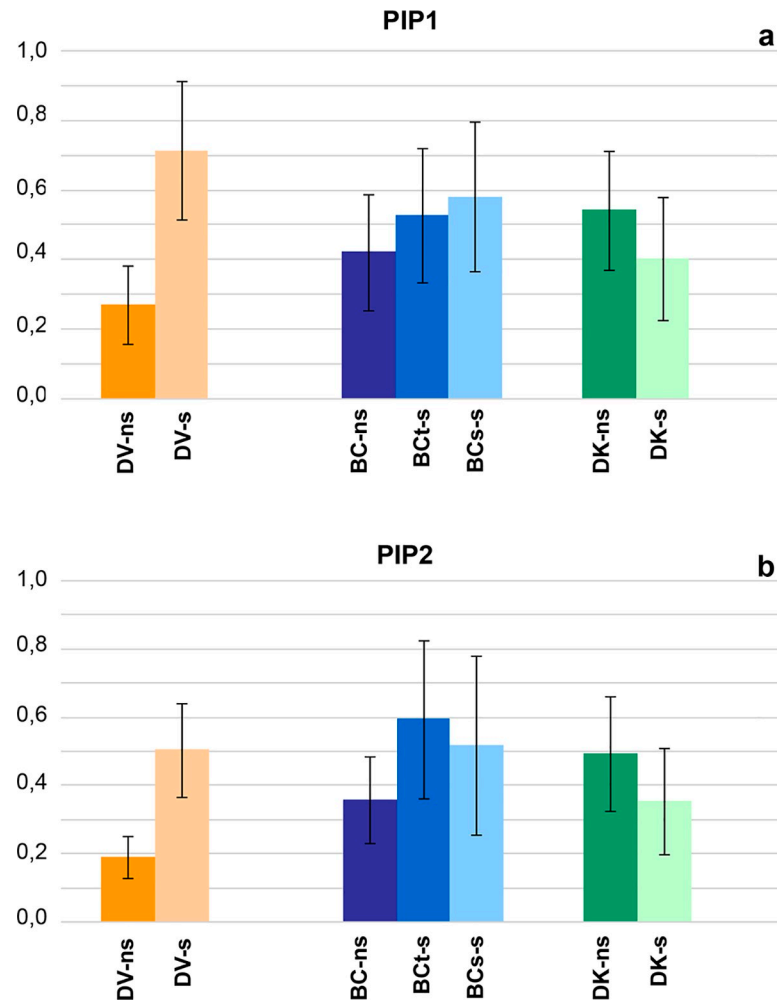 PIP1
a
1,0
0,8
0,6
0,4
0,2
0,0
DV-ns
DV-s
BC-ns
BCt-s
BCs-s
DK-ns
DK-s
PIP2
b
1,0
0,8
0,6
0,4
0,2
0,0
DV-ns
DV-s
BC-ns
BCt-s
BCs-s
DK-ns
DK-s